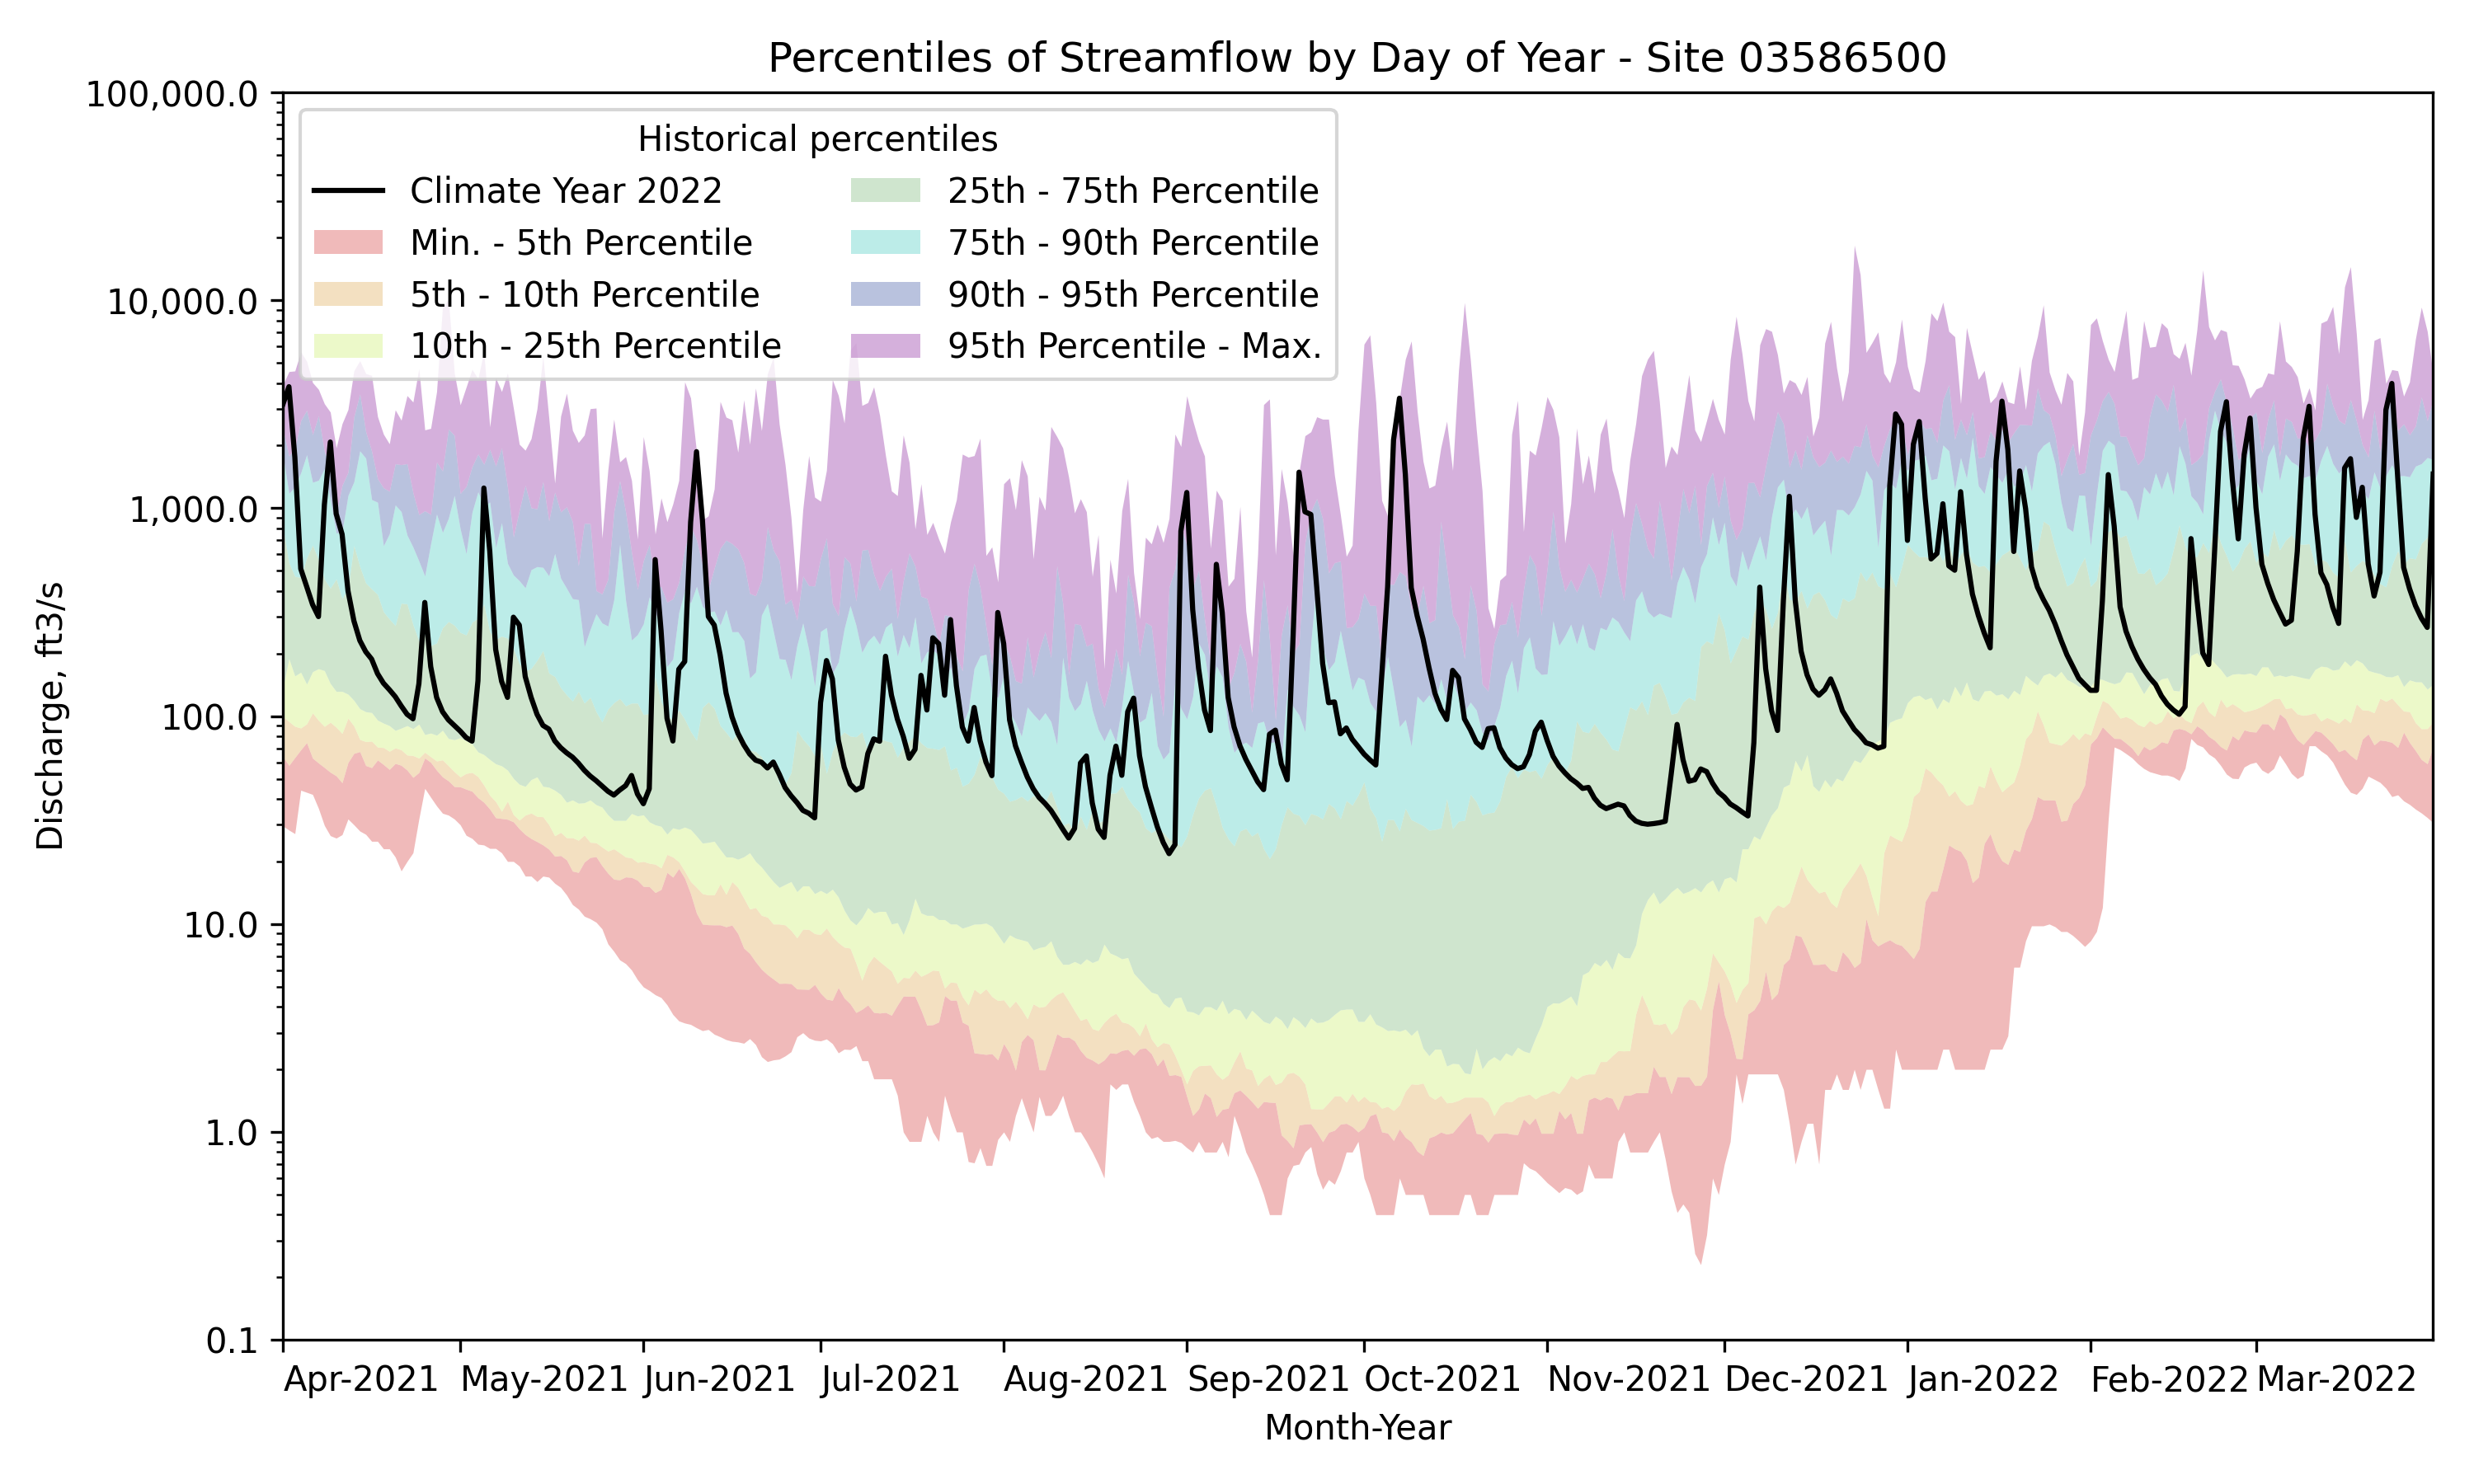 Percentiles of Streamflow by Day of Year - Site 03586500
100,000.0
10,000.0
1,000.0
100.0
10.0
1.0
0.1
Discharge, ft3/s
Historical percentiles
Climate Year 2022
Min. - 5th Percentile
5th - 10th Percentile
10th - 25th Percentile
25th - 75th Percentile
75th - 90th Percentile
90th - 95th Percentile
95th Percentile - Max.
Apr-2021 May-2021 Jun-2021 Jul-2021 Aug-2021 Sep-2021 Oct-2021 Nov-2021 Dec-2021 Jan-2022 Feb-2022 Mar-2022
Month-Year